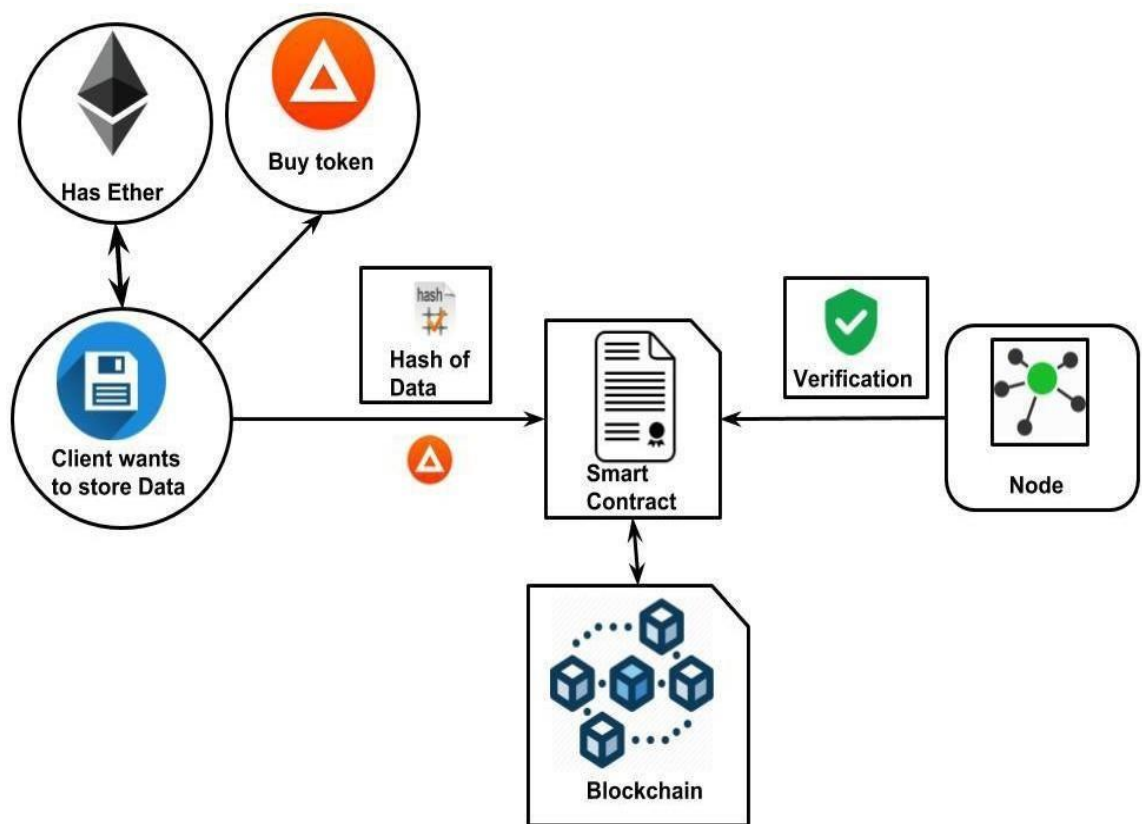 Has Ether
Buy token
hash
Hash of
Data
Verification
Client wants
to store Data
Smart
Contract
Node
Blockchain